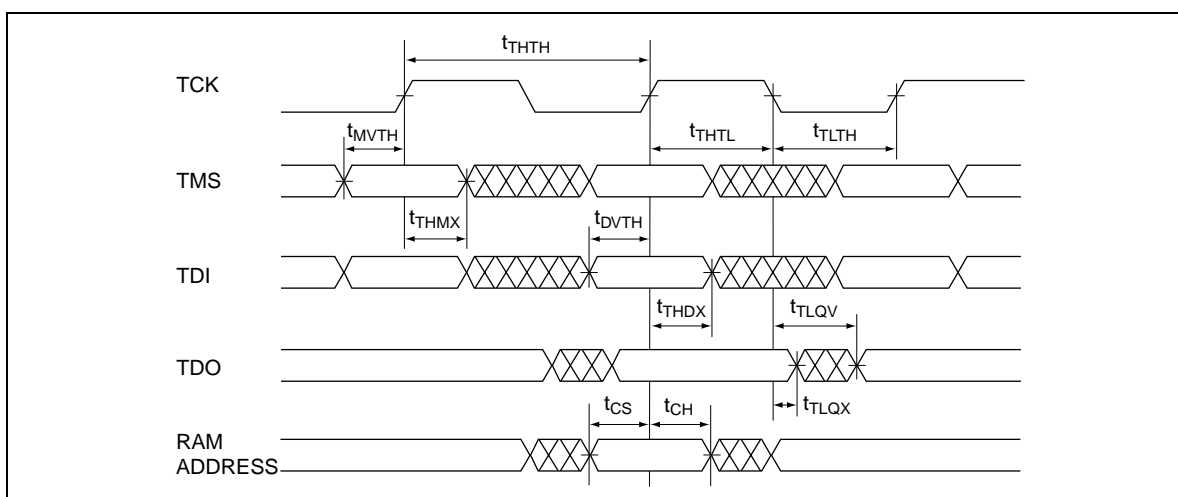 tTHTH
TCK
tMVTH
tTHTL
tTLTH
TMS
tTHMX
tDVTH
TDI
tTHDX
tTLQV
TDO
tTLQX
tCS
tCH
RAM
ADDRESS